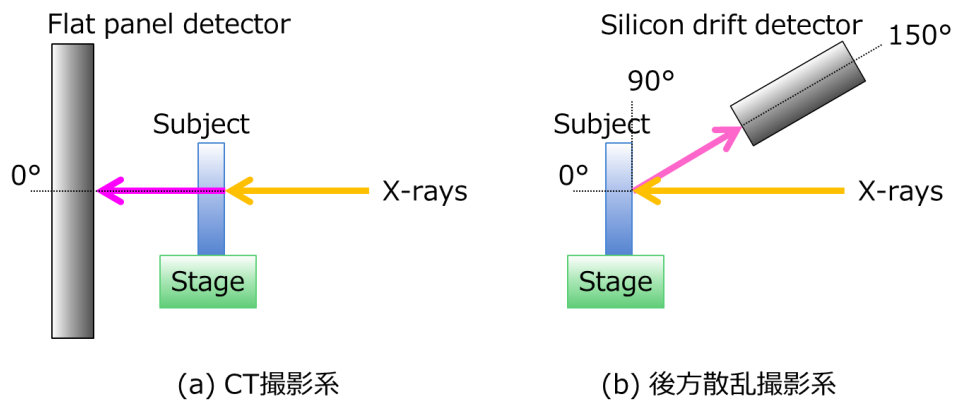 Flat panel detector
Subject
0°
X-rays
Stage
(a) CT撮影系
Silicon drift detector
150°
90°
Subject
0°
X-rays
Stage
(b) 後方散乱撮影系